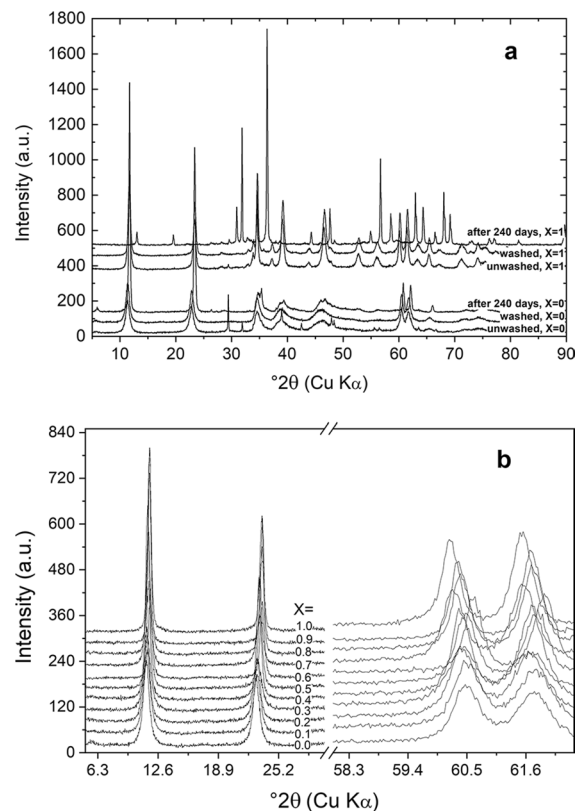 1800
1600
1400
1200
1000
800
600
400
200
0
Intensity (a.u.)
a
after 240 days, X=1
washed, X=1
unwashed, X=1
after 240 days, X=0
washed, X=0
unwashed, X=0
10 20 30 40 50 60 70 80 90
°2θ (Cu Kα)
840
720
600
480
360
240
120
0
Intensity (a.u.)
b
X=
1.0
0.9
0.8
0.7
0.6
0.5
0.4
0.3
0.2
0.1
0.0
6.3 12.6 18.9 25.2 58.3 59.4 60.5 61.6
°2θ (Cu Kα)